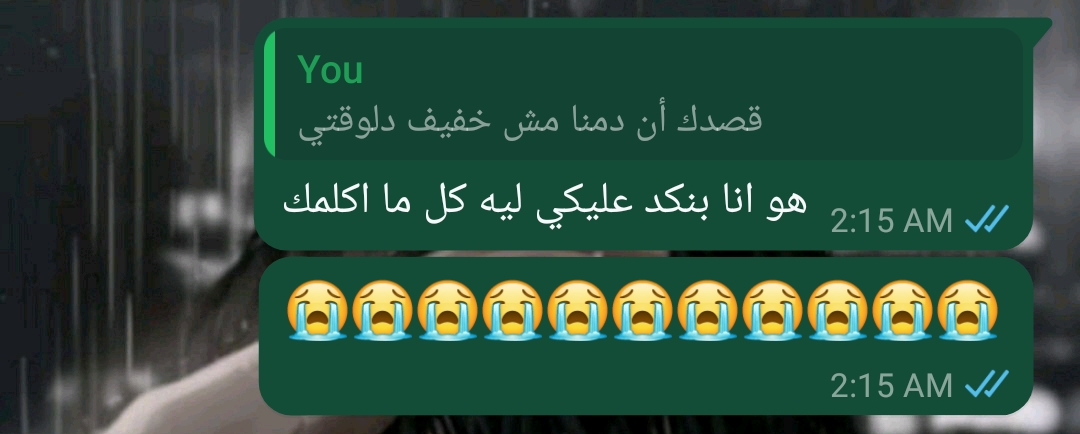 You
قصدك أن دمنا مش خفيف دلوقتي
هو انا بنكد عليكي ليه كل ما اكلمك
2:15 AM
😭😭😭😭😭😭😭😭😭😭😭
2:15 AM